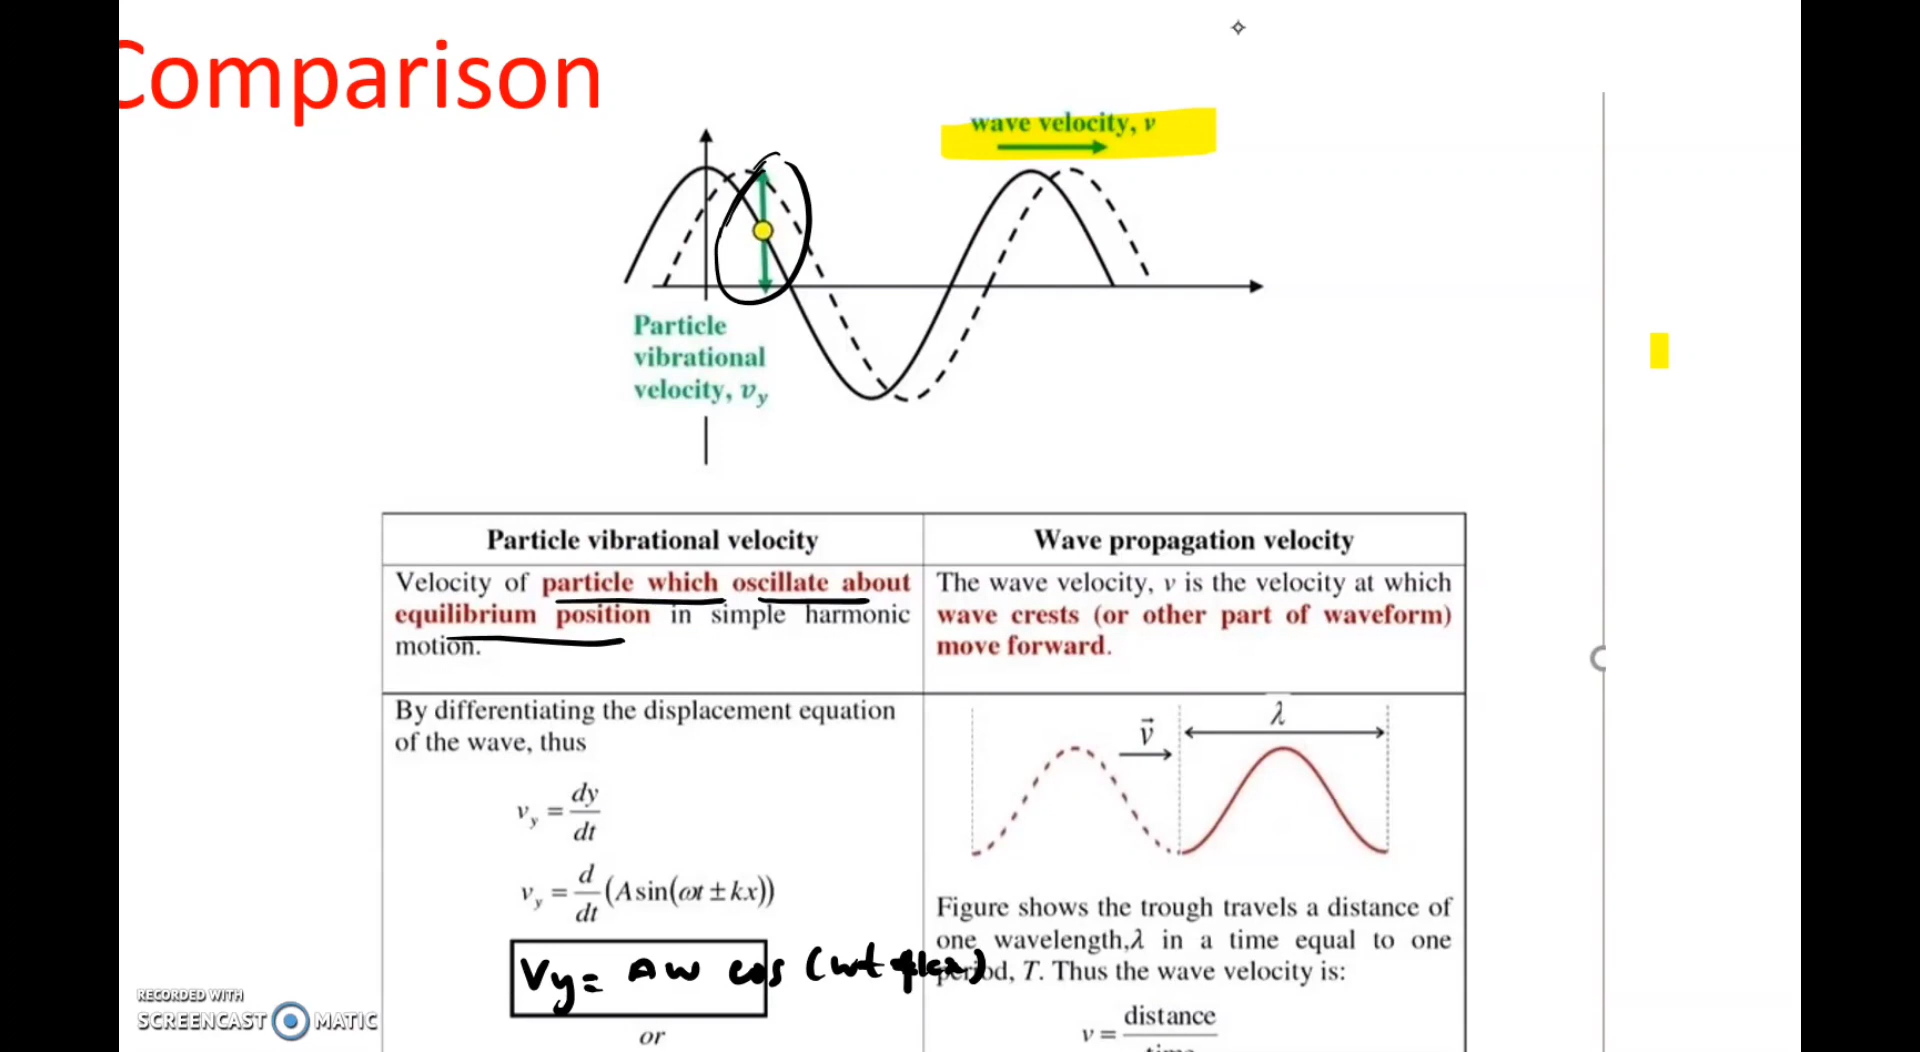 Comparison
wave velocity, v
Particle
vibrational
velocity, vy
Particle vibrational velocity
Velocity of particle which oscillate about
equilibrium position in simple harmonic
motion.
By differentiating the displacement equation
of the wave, thus
vy = dy/dt
vy = d/dt (A sin(ωt ± kx))
Vy = Aw cos (wt
or
Wave propagation velocity
The wave velocity, v is the velocity at which
wave crests (or other part of waveform)
move forward.
v⃗
λ
Figure shows the trough travels a distance of
one wavelength,λ in a time equal to one
period, T. Thus the wave velocity is:
v = distance
RECORDED WITH
SCREENCAST MATIC